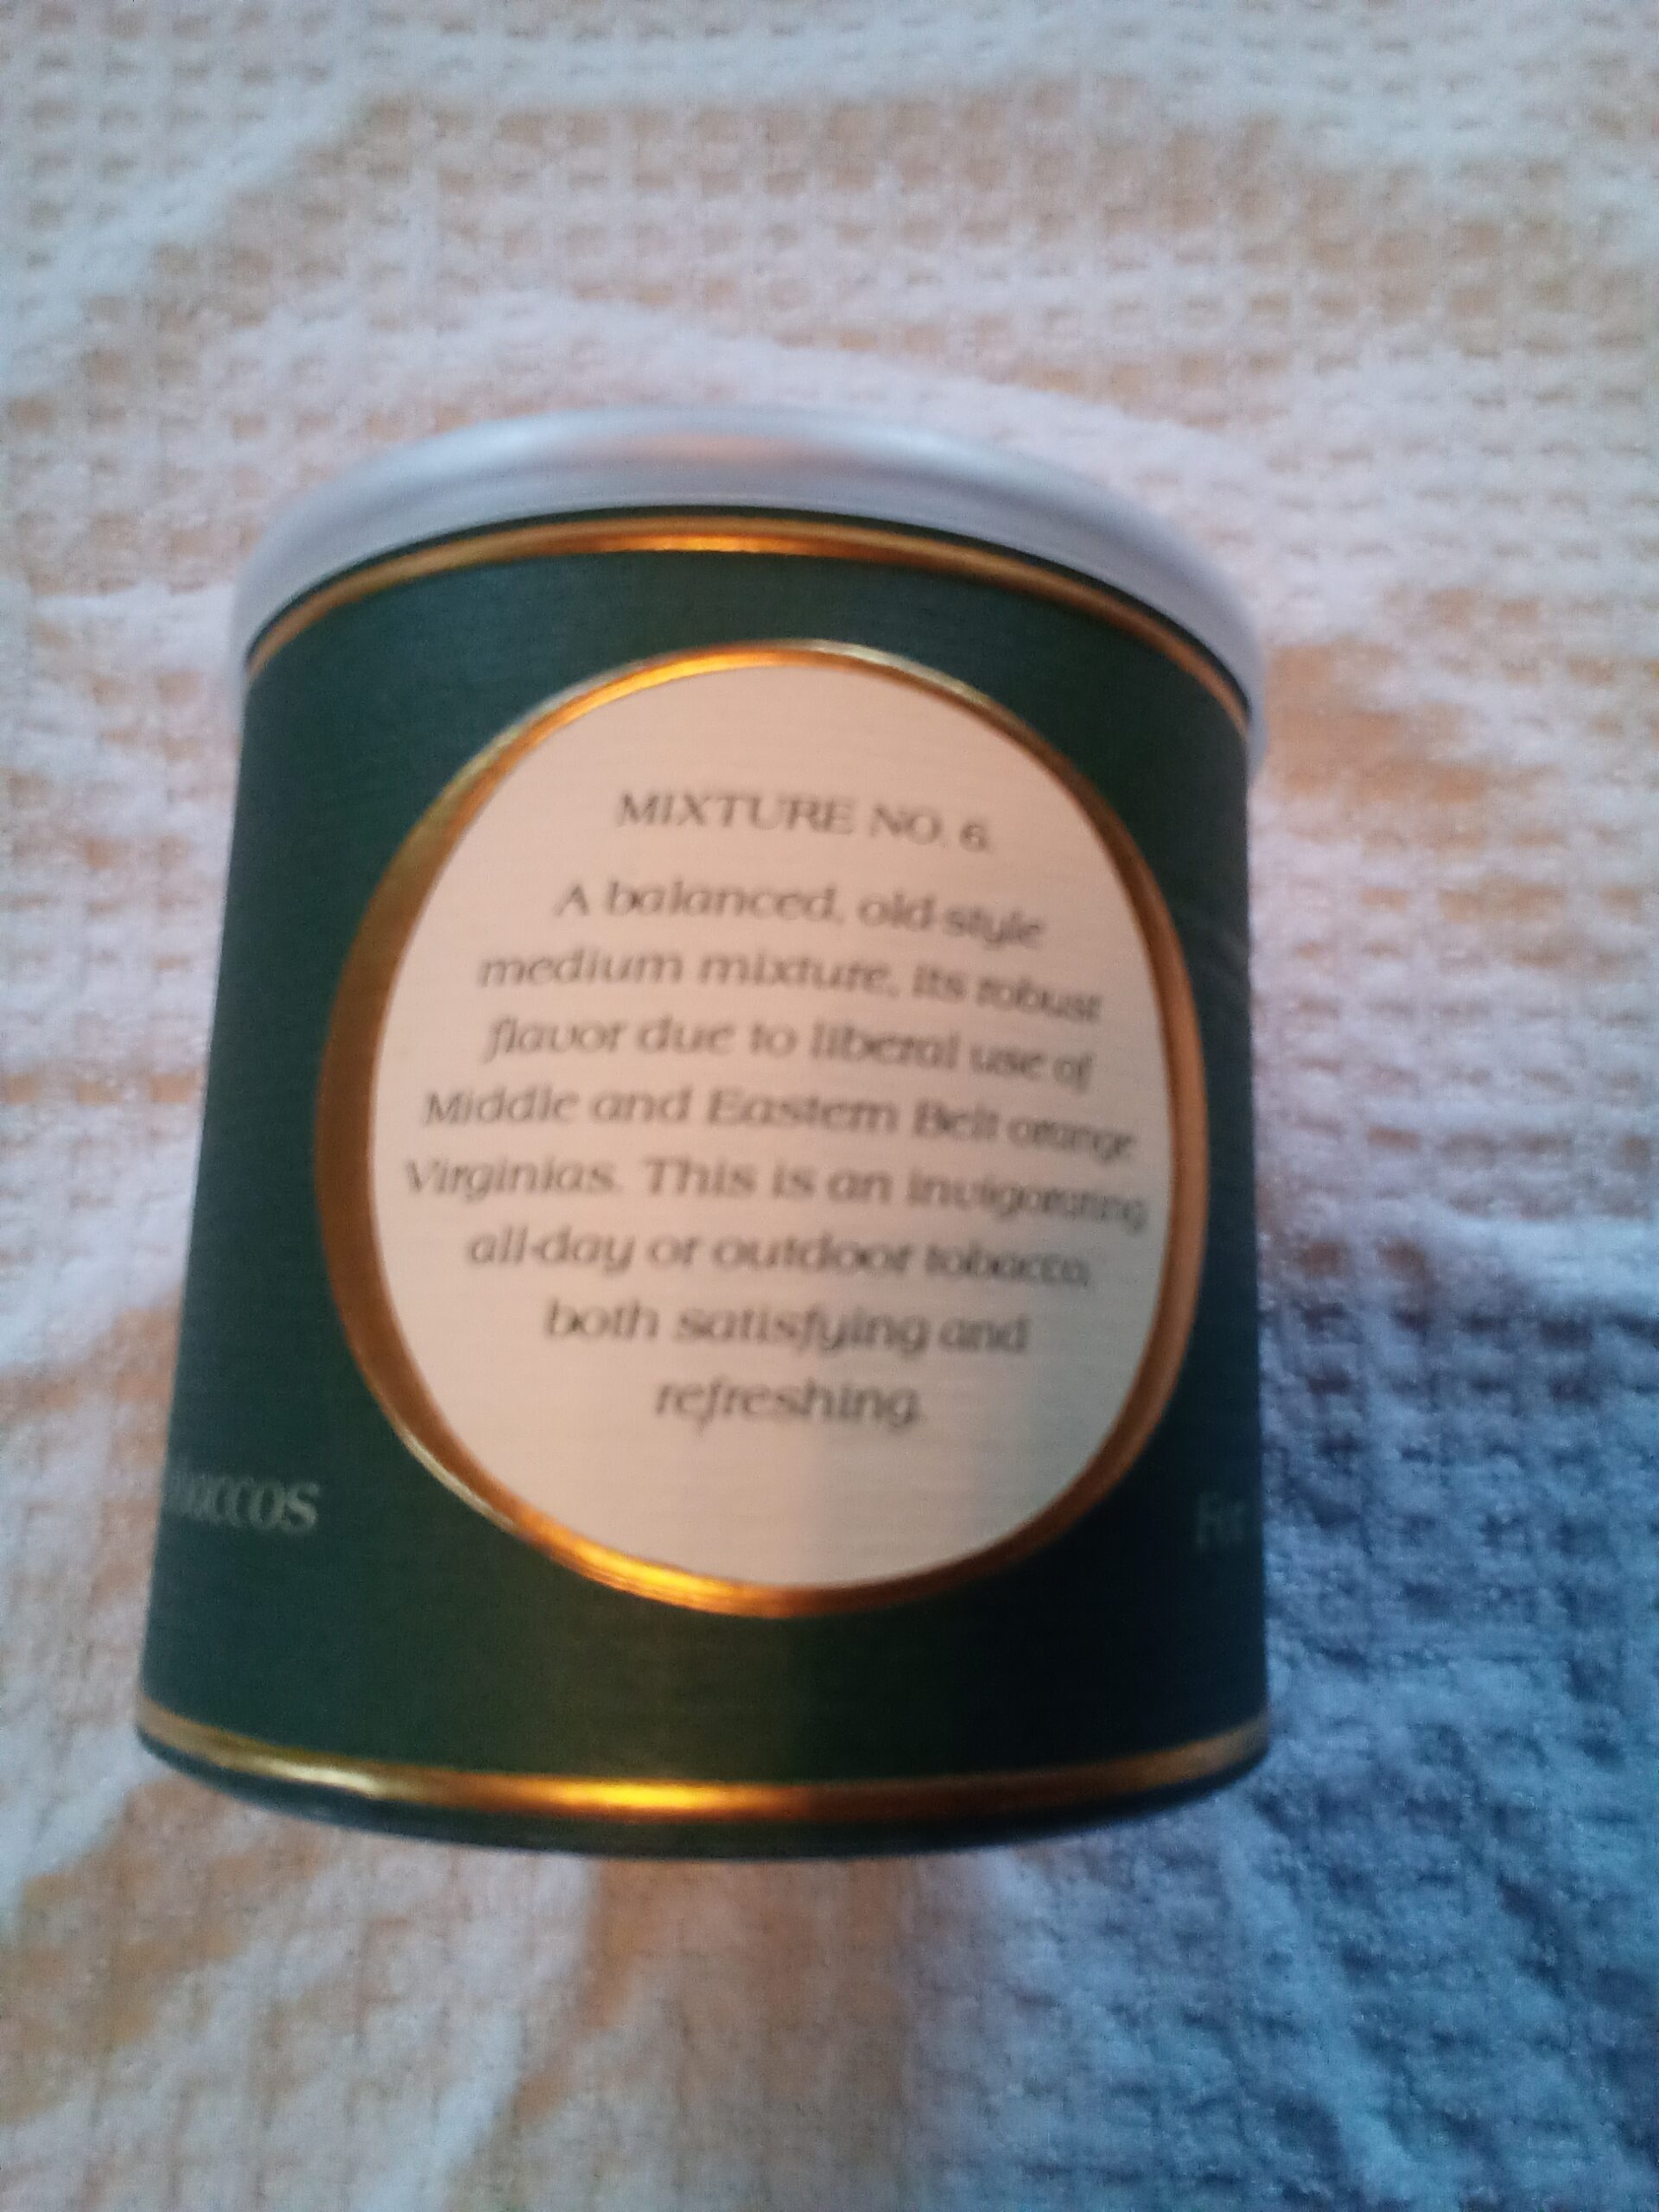 MIXTURE NO. 6.
A balanced, old-style
medium mixture, its robust
flavor due to liberal use of
Middle and Eastern Belt orange
Virginias. This is an invigorating
all-day or outdoor tobacco,
both satisfying and
refreshing.
baccos